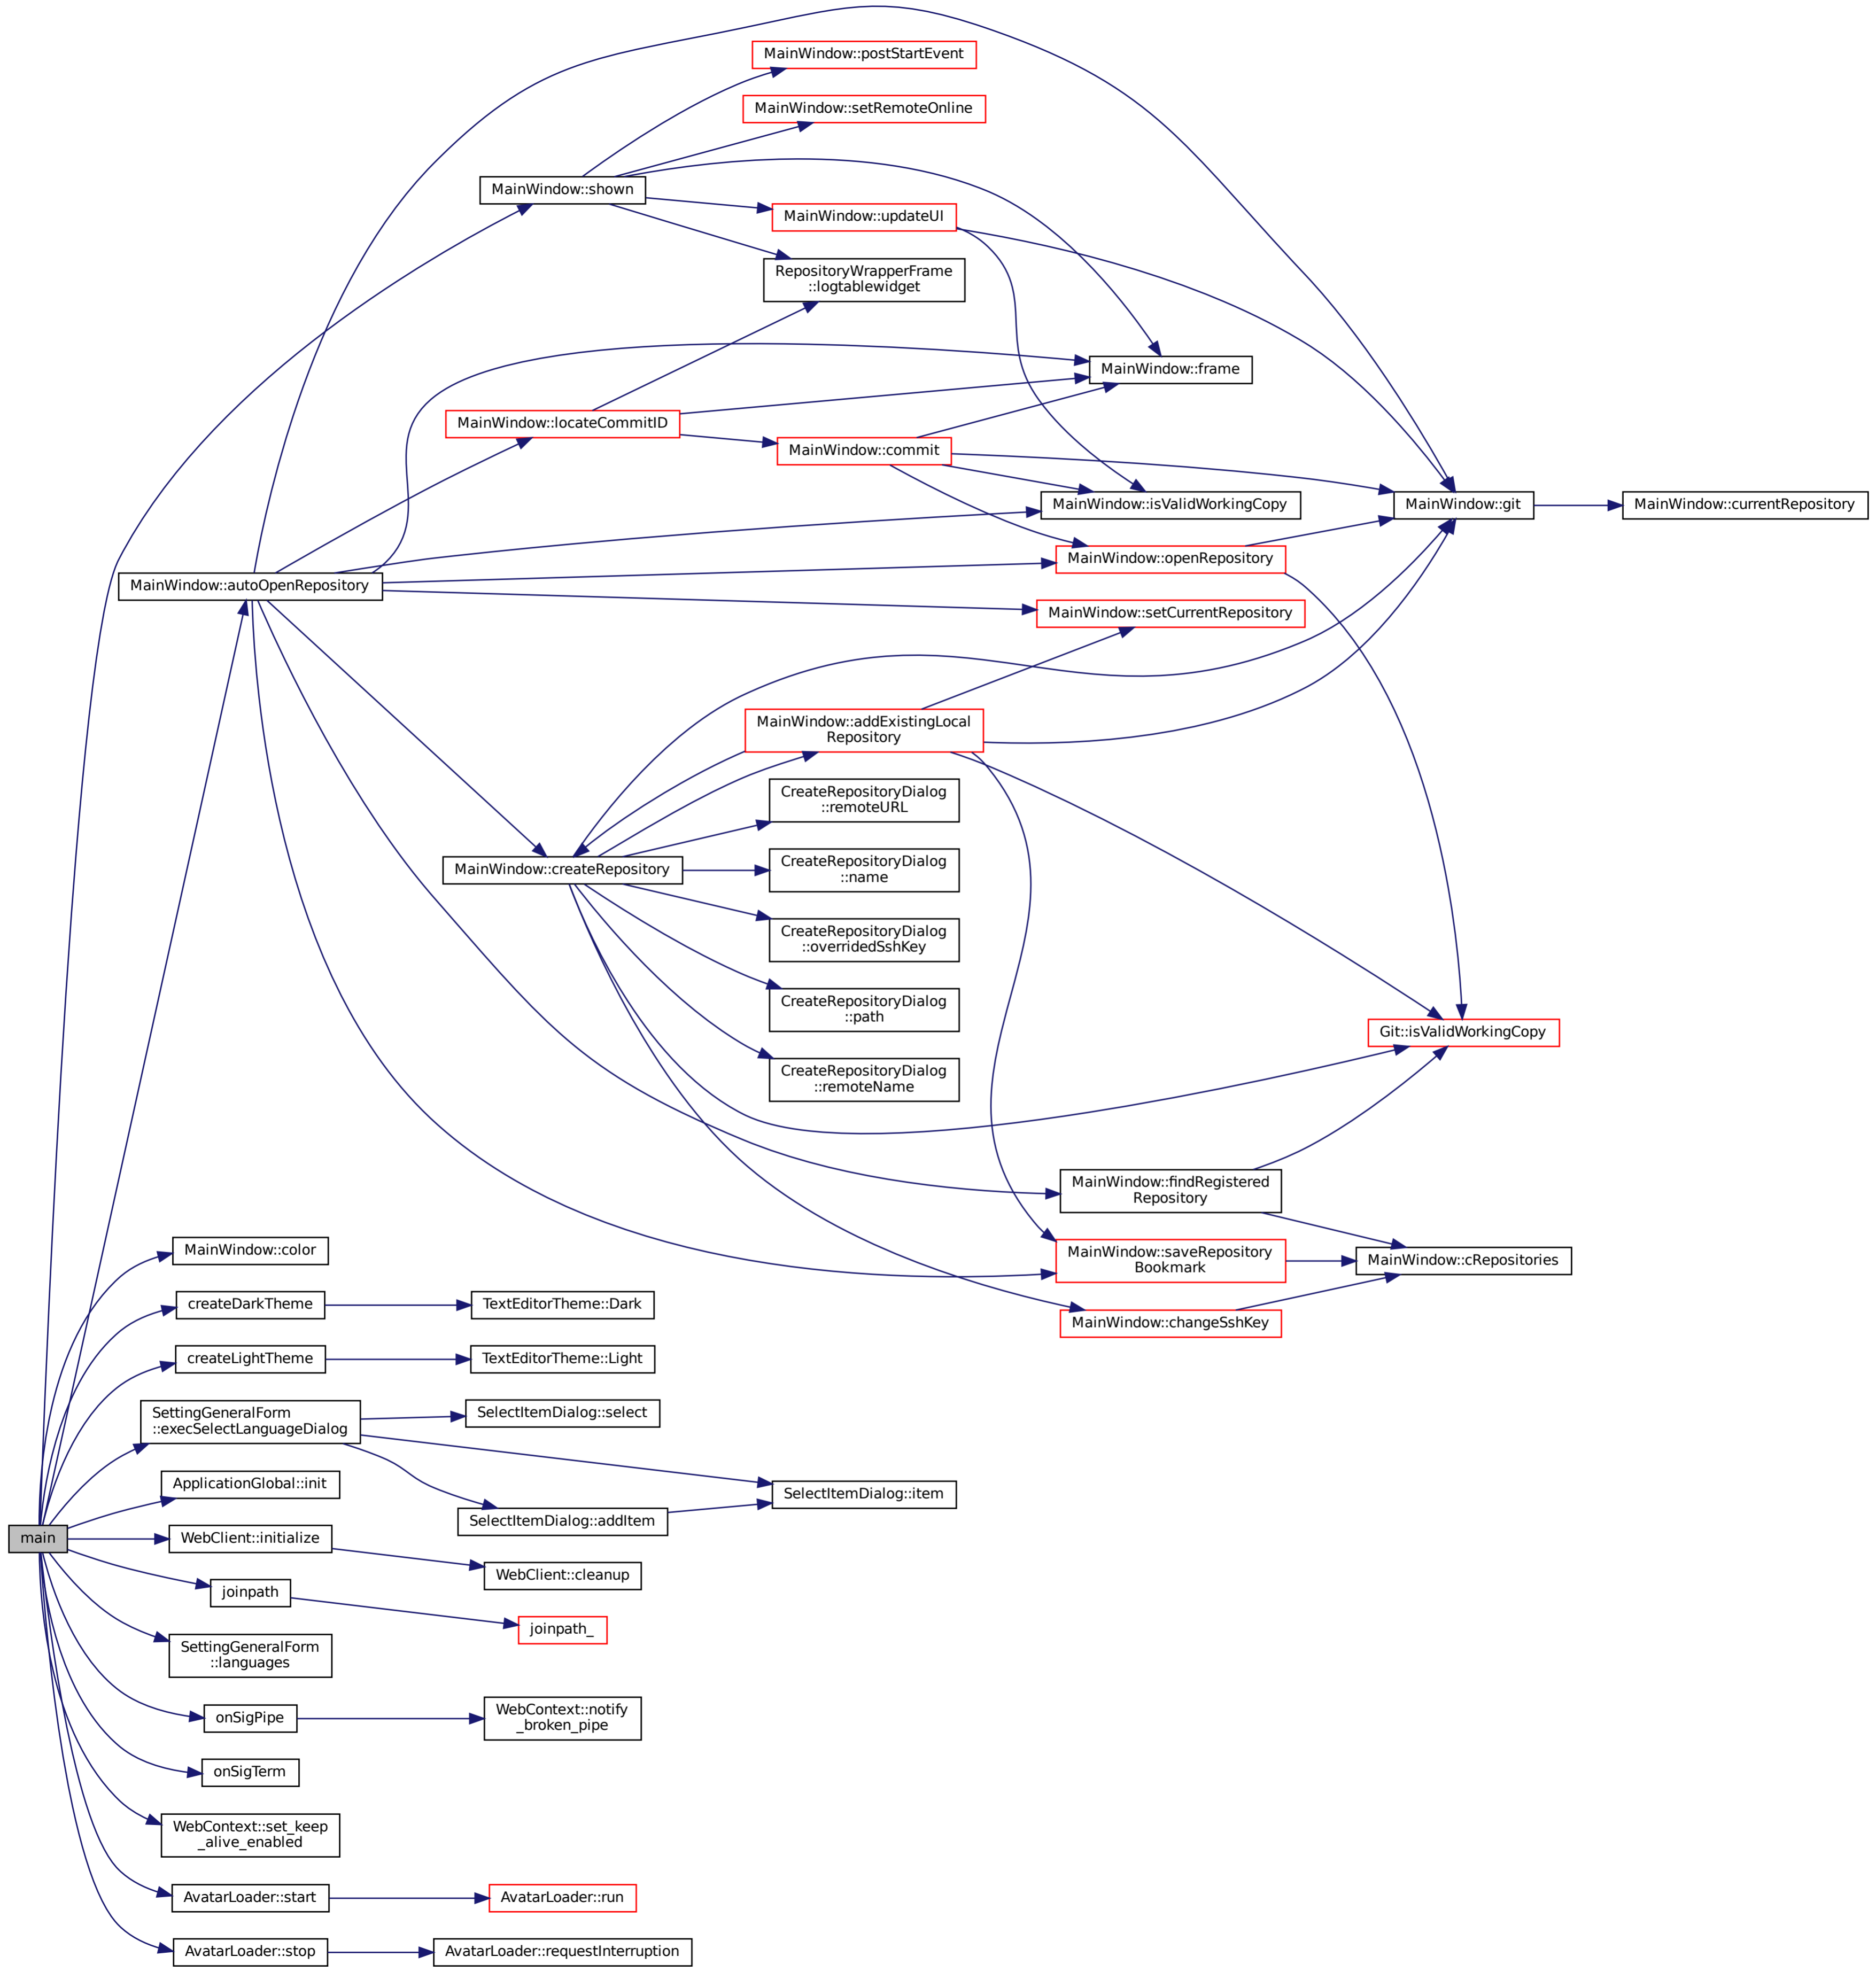 MainWindow::postStartEvent
MainWindow::setRemoteOnline
MainWindow::shown
MainWindow::updateUI
RepositoryWrapperFrame
::logtablewidget
MainWindow::frame
MainWindow::locateCommitID
MainWindow::commit
MainWindow::isValidWorkingCopy
MainWindow::git
MainWindow::currentRepository
MainWindow::openRepository
MainWindow::autoOpenRepository
MainWindow::setCurrentRepository
MainWindow::addExistingLocal
Repository
CreateRepositoryDialog
::remoteURL
MainWindow::createRepository
CreateRepositoryDialog
::name
CreateRepositoryDialog
::overridedSshKey
CreateRepositoryDialog
::path
Git::isValidWorkingCopy
CreateRepositoryDialog
::remoteName
MainWindow::findRegistered
Repository
MainWindow::color
MainWindow::saveRepository
Bookmark
MainWindow::cRepositories
createDarkTheme
TextEditorTheme::Dark
MainWindow::changeSshKey
createLightTheme
TextEditorTheme::Light
SettingGeneralForm
::execSelectLanguageDialog
SelectItemDialog::select
ApplicationGlobal::init
SelectItemDialog::item
SelectItemDialog::addItem
main
WebClient::initialize
WebClient::cleanup
joinpath
joinpath_
SettingGeneralForm
::languages
onSigPipe
WebContext::notify
_broken_pipe
onSigTerm
WebContext::set_keep
_alive_enabled
AvatarLoader::start
AvatarLoader::run
AvatarLoader::stop
AvatarLoader::requestInterruption